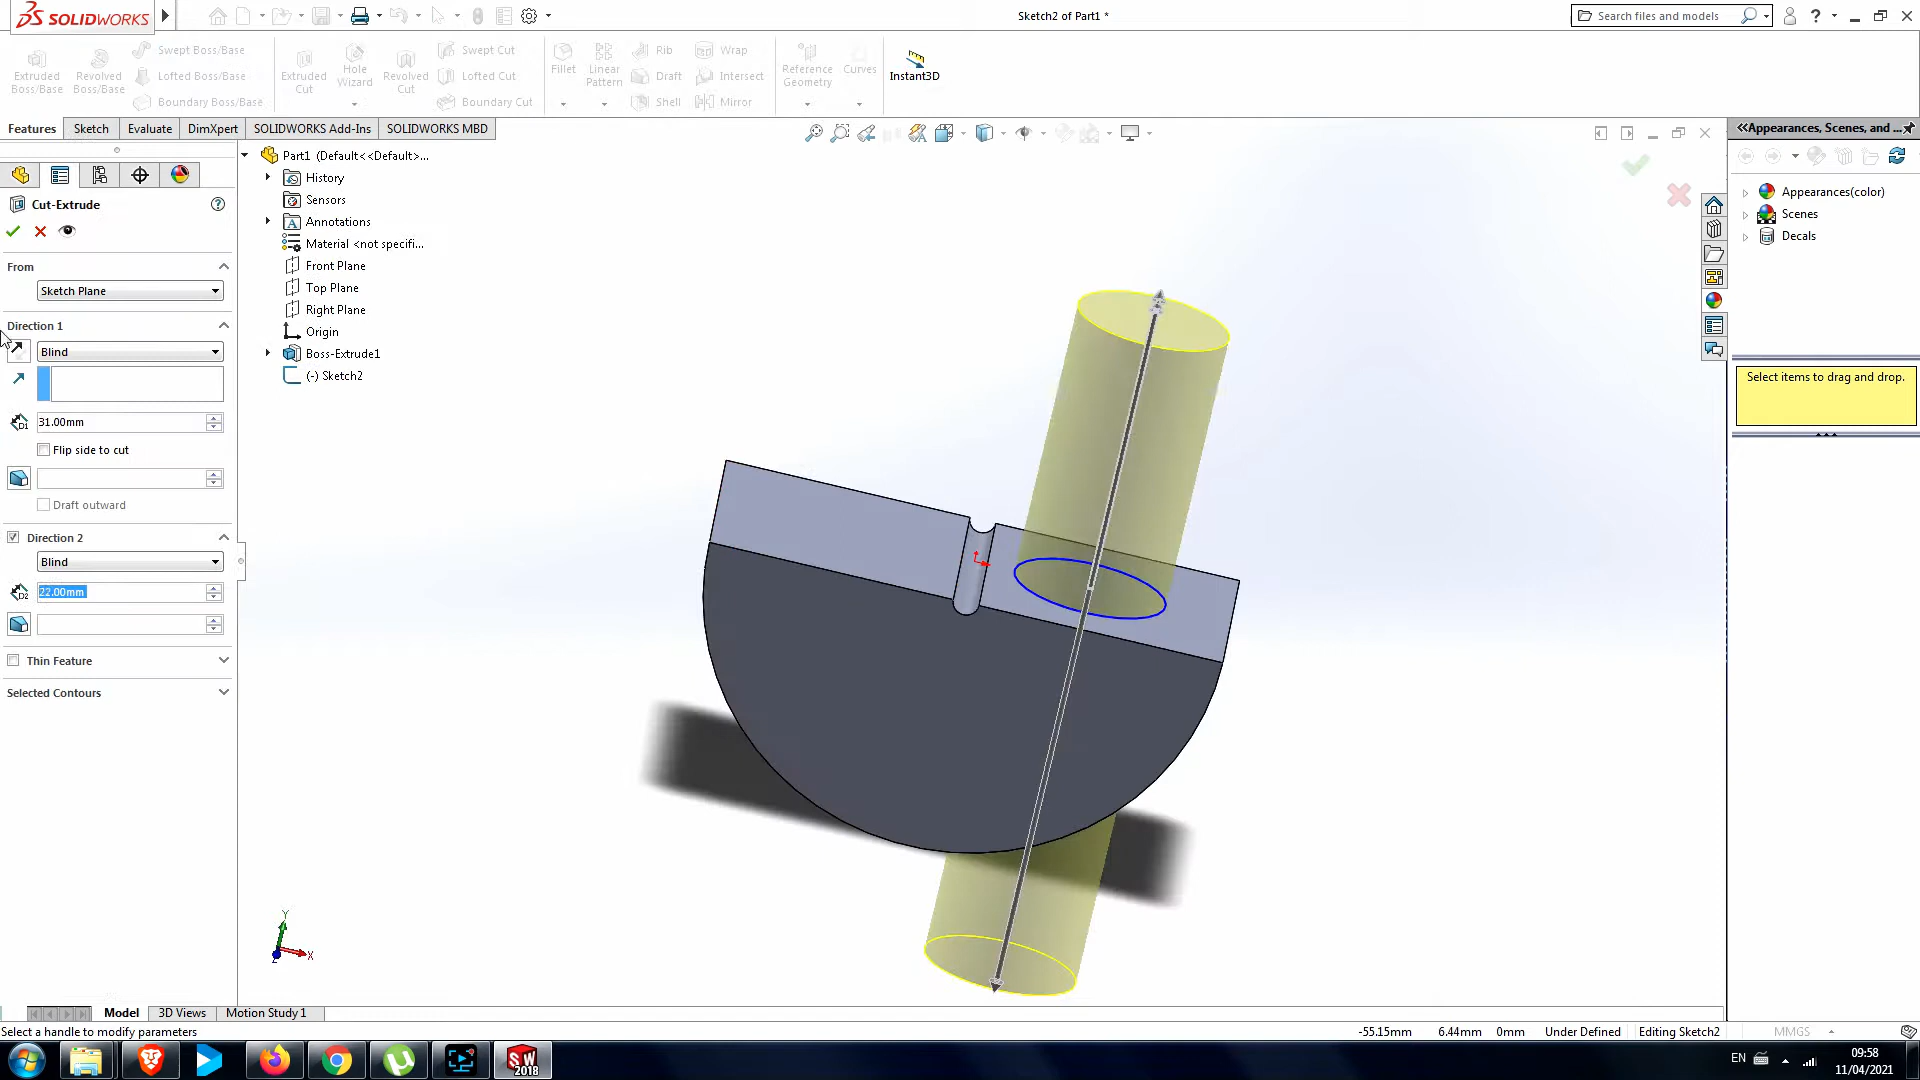 SOLIDWORKS
Sketch2 of Part1 *
Search files and models
Extruded Boss/Base
Revolved Boss/Base
Swept Boss/Base
Lofted Boss/Base
Boundary Boss/Base
Extruded Cut
Hole Wizard
Revolved Cut
Swept Cut
Lofted Cut
Boundary Cut
Fillet
Linear Pattern
Rib
Draft
Shell
Wrap
Intersect
Mirror
Reference Geometry
Curves
Instant3D
Features
Sketch
Evaluate
DimXpert
SOLIDWORKS Add-Ins
SOLIDWORKS MBD
Cut-Extrude
From
Sketch Plane
Direction 1
Blind
D1
31.00mm
Flip side to cut
Draft outward
Direction 2
Blind
D2
22.00mm
Thin Feature
Selected Contours
Part1 (Default<<Default>...
History
Sensors
Annotations
Material <not specifi...
Front Plane
Top Plane
Right Plane
Origin
Boss-Extrude1
(-) Sketch2
Y
X
Z
Appearances, Scenes, and ...
Appearances(color)
Scenes
Decals
Select items to drag and drop.
Model
3D Views
Motion Study 1
Select a handle to modify parameters
-55.15mm
6.44mm
0mm
Under Defined
Editing Sketch2
MMGS
SW
2018
EN
09:58
11/04/2021